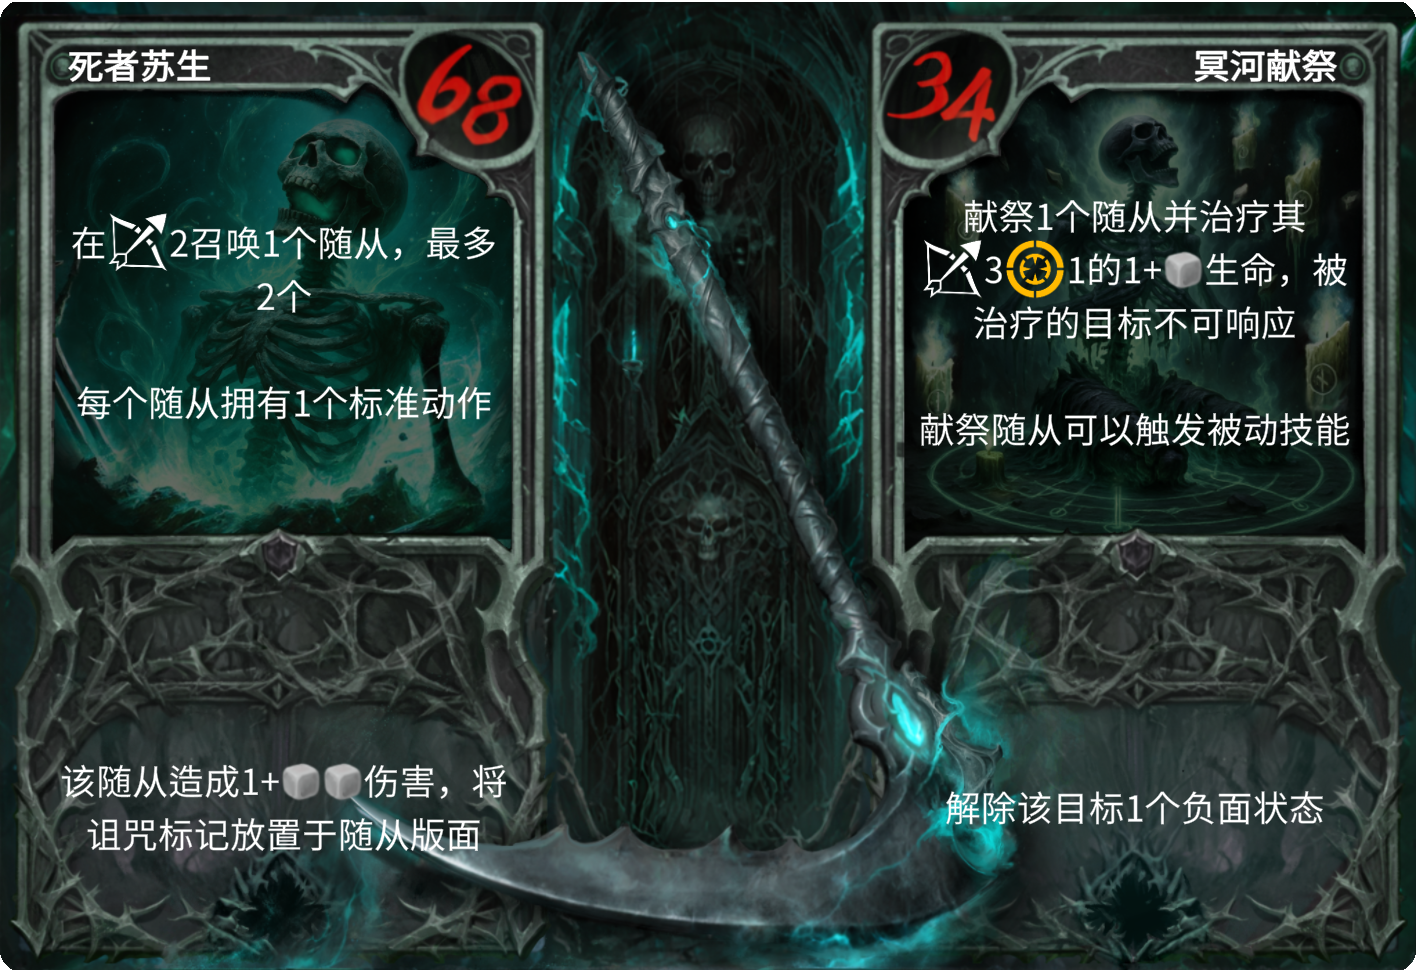 死者苏生
68
在2召唤1个随从，最多
2个
每个随从拥有1个标准动作
该随从造成1+伤害，将
诅咒标记放置于随从版面
34
冥河献祭
献祭1个随从并治疗其
3 1的1+生命，被
治疗的目标不可响应
献祭随从可以触发被动技能
解除该目标1个负面状态